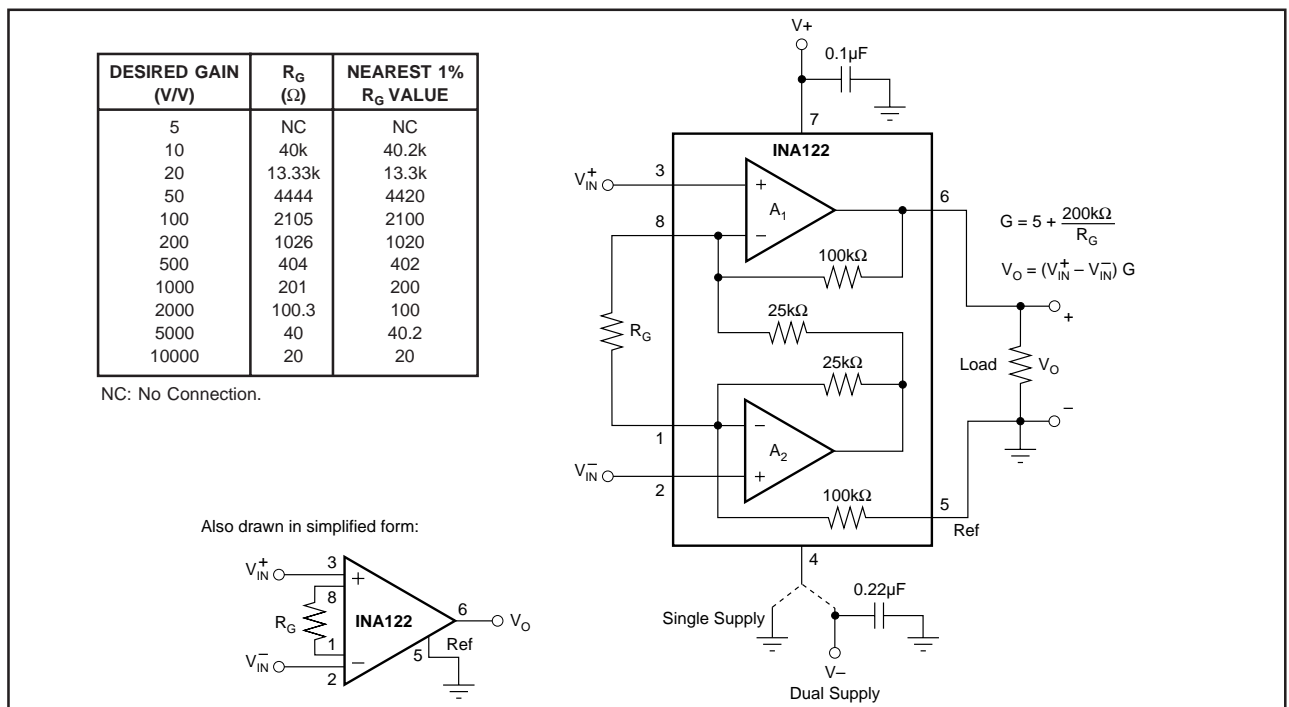 DESIRED GAIN (V/V) R_G (Ω) NEAREST 1% R_G VALUE
5 NC NC
10 40k 40.2k
20 13.33k 13.3k
50 4444 4420
100 2105 2100
200 1026 1020
500 404 402
1000 201 200
2000 100.3 100
5000 40 40.2
10000 20 20
NC: No Connection.
V+
0.1µF
7
INA122
V_IN^+
3
+
A_1
6
8
–
100kΩ
G = 5 + 200kΩ / R_G
V_O = (V_IN^+ – V_IN^–) G
25kΩ
R_G
25kΩ
+
Load
V_O
–
1
–
A_2
V_IN^–
2
+
100kΩ
5
Ref
4
Single Supply
0.22µF
V–
Dual Supply
Also drawn in simplified form:
V_IN^+
3
+
8
R_G
INA122
6
V_O
1
–
5
Ref
V_IN^–
2